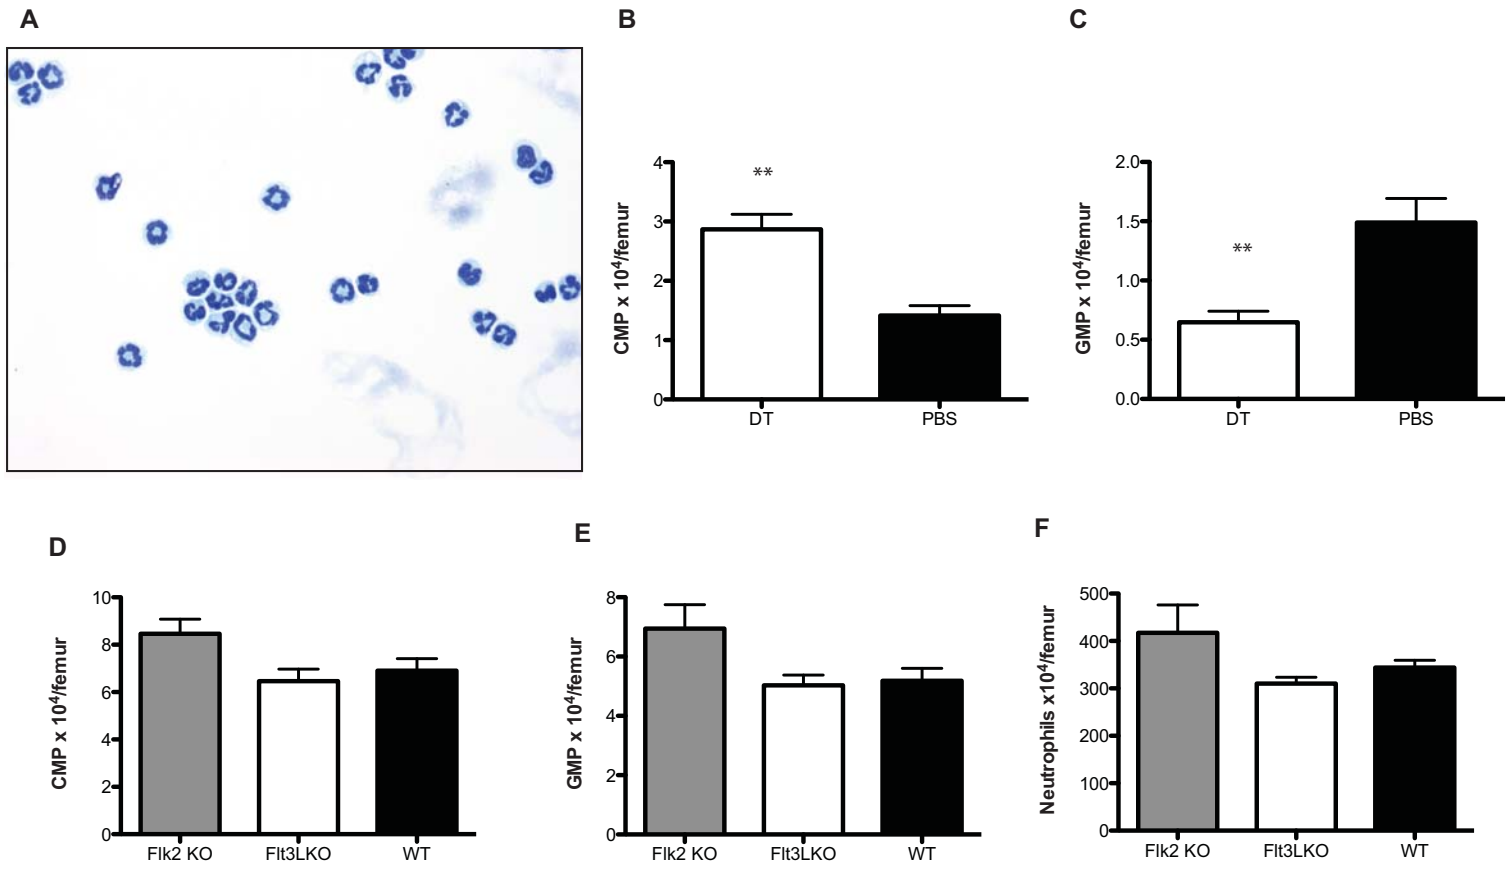 A
B
C
CMP x 10⁴/femur
4
3
2
1
0
**
DT
PBS
GMP x 10⁴/femur
2.0
1.5
1.0
0.5
0.0
**
DT
PBS
D
E
F
CMP x 10⁴/femur
10
8
6
4
2
0
Flk2 KO
Flt3LKO
WT
GMP x 10⁴/femur
8
6
4
2
0
Flk2 KO
Flt3LKO
WT
Neutrophils x10⁴/femur
500
400
300
200
100
0
Flk2 KO
Flt3LKO
WT